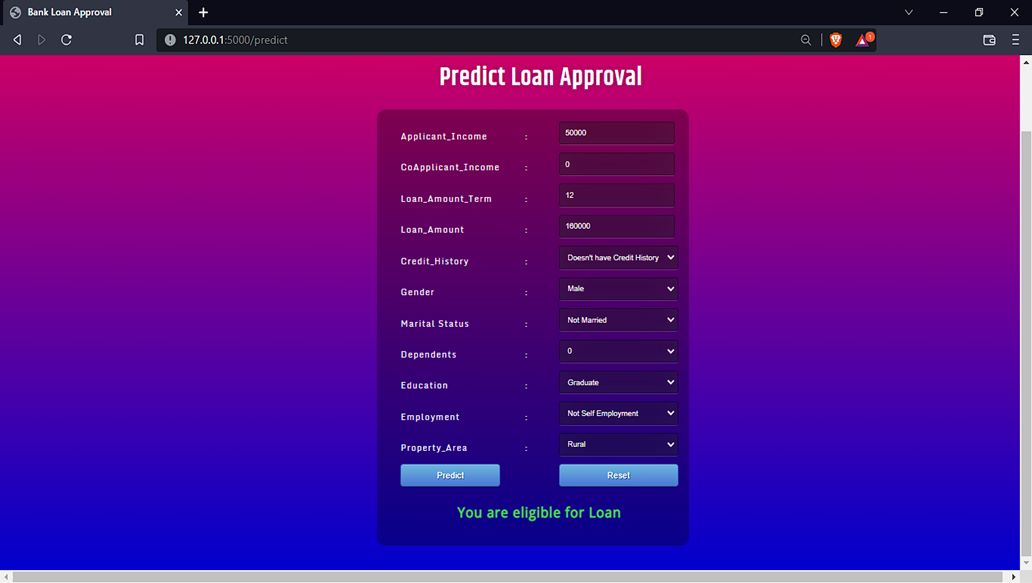 Bank Loan Approval
127.0.0.1:5000/predict
1
Predict Loan Approval
Applicant_Income : 50000
CoApplicant_Income : 0
Loan_Amount_Term : 12
Loan_Amount : 160000
Credit_History : Doesn't have Credit History
Gender : Male
Marital Status : Not Married
Dependents : 0
Education : Graduate
Employment : Not Self Employment
Property_Area : Rural
Predict Reset
You are eligible for Loan